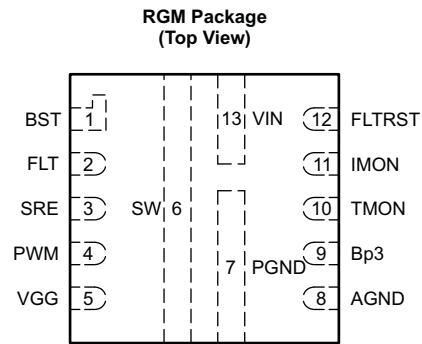 RGM Package
(Top View)
BST 1 13 VIN 12 FLTRST
FLT 2 11 IMON
SRE 3 SW 6 10 TMON
PWM 4 7 PGND 9 Bp3
VGG 5 8 AGND